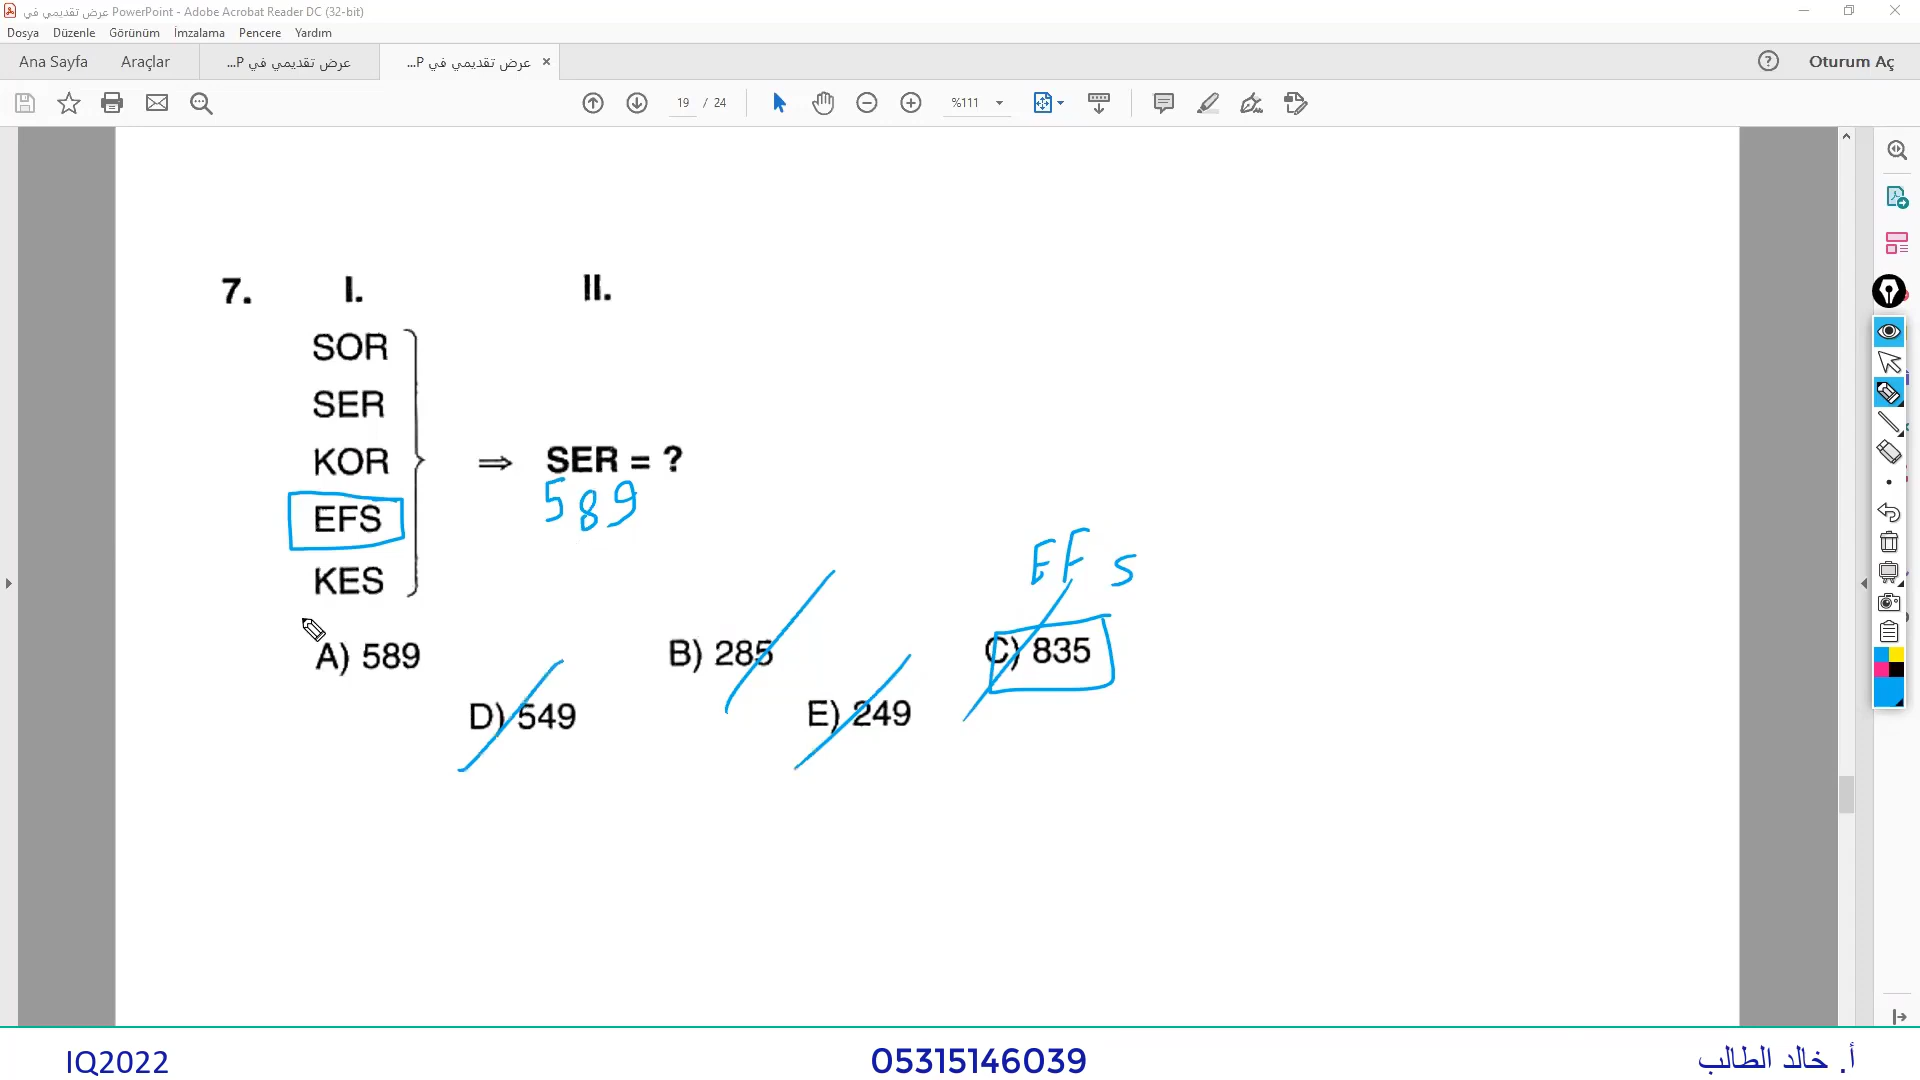 عرض تقديمي في PowerPoint - Adobe Acrobat Reader DC (32-bit)
Dosya Düzenle Görünüm İmzalama Pencere Yardım
Ana Sayfa Araçlar عرض تقديمي في P... عرض تقديمي في P... × ? Oturum Aç
19 / 24 %111
7. I. II.
SOR
SER
KOR
EFS
KES
⇒ SER = ?
589
EFS
A) 589 B) 285 C) 835
D) 549 E) 249
IQ2022 05315146039 أ. خالد الطالب